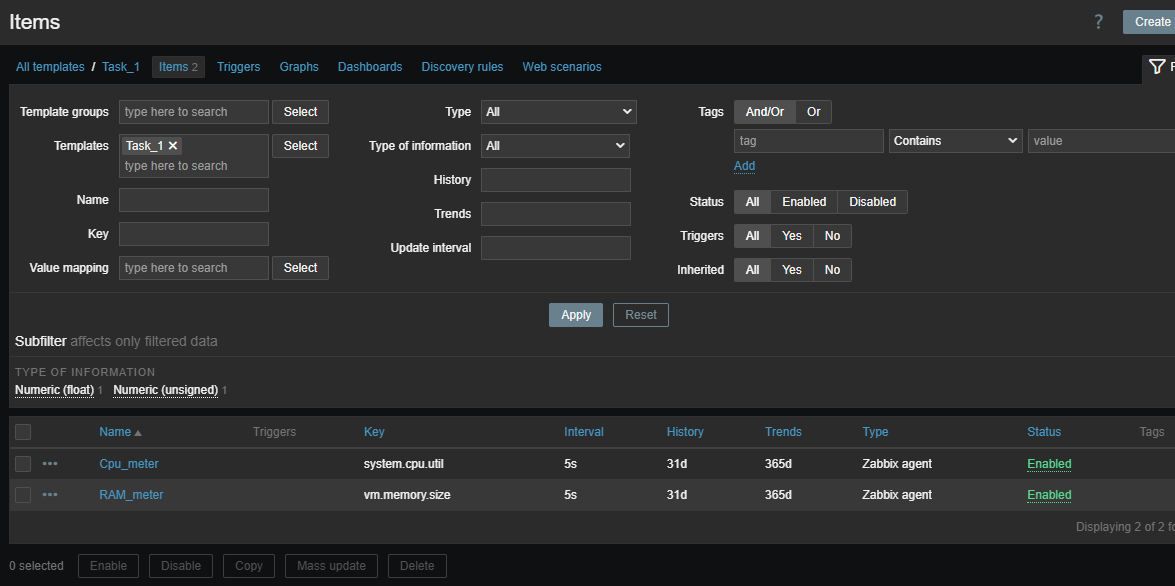 Items
? Create
All templates / Task_1 Items 2 Triggers Graphs Dashboards Discovery rules Web scenarios
Template groups type here to search Select Type All Tags And/Or Or
Templates Task_1 ✕ Select Type of information All tag Contains value
type here to search Add
History
Name Trends Status All Enabled Disabled
Key Update interval Triggers All Yes No
Value mapping type here to search Select Inherited All Yes No
Apply Reset
Subfilter affects only filtered data
TYPE OF INFORMATION
Numeric (float) 1 Numeric (unsigned) 1
Name Triggers Key Interval History Trends Type Status Tags
Cpu_meter system.cpu.util 5s 31d 365d Zabbix agent Enabled
RAM_meter vm.memory.size 5s 31d 365d Zabbix agent Enabled
Displaying 2 of 2 fo
0 selected Enable Disable Copy Mass update Delete